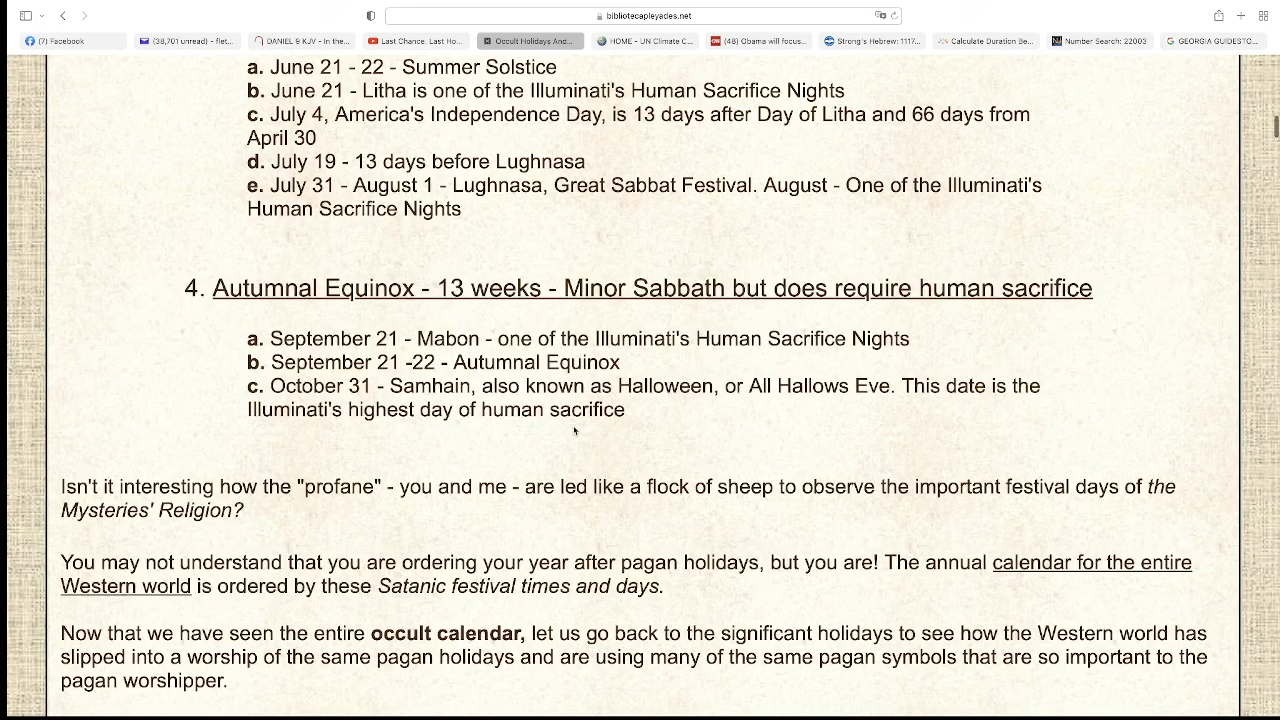 bibliotecapleyades.net
(7) Facebook
(38,701 unread) - flet...
DANIEL 9 KJV - In the...
Last Chance. Len Ho...
Occult Holidays And...
HOME - UN Climate C...
(48) Obama will focus...
Strong's Hebrew: 1117...
Calculate Duration Be...
Number Search: 22003
GEORGIA GUIDESTO...
a. June 21 - 22 - Summer Solstice
b. June 21 - Litha is one of the Illuminati's Human Sacrifice Nights
c. July 4, America's Independence Day, is 13 days after Day of Litha and 66 days from
April 30
d. July 19 - 13 days before Lughnasa
e. July 31 - August 1 - Lughnasa, Great Sabbat Festival. August - One of the Illuminati's
Human Sacrifice Nights
4. Autumnal Equinox - 13 weeks - Minor Sabbath but does require human sacrifice
a. September 21 - Mabon - one of the Illuminati's Human Sacrifice Nights
b. September 21 -22 - Autumnal Equinox
c. October 31 - Samhain, also known as Halloween, or All Hallows Eve. This date is the
Illuminati's highest day of human sacrifice
Isn't it interesting how the "profane" - you and me - are led like a flock of sheep to observe the important festival days of the
Mysteries' Religion?
You may not understand that you are ordering your year after pagan holidays, but you are! The annual calendar for the entire
Western world is ordered by these Satanic festival times and days.
Now that we have seen the entire occult calendar, let us go back to the significant holidays to see how the Western world has
slipped into a worship of the same pagan holidays and are using many of the same pagan symbols that are so important to the
pagan worshipper.